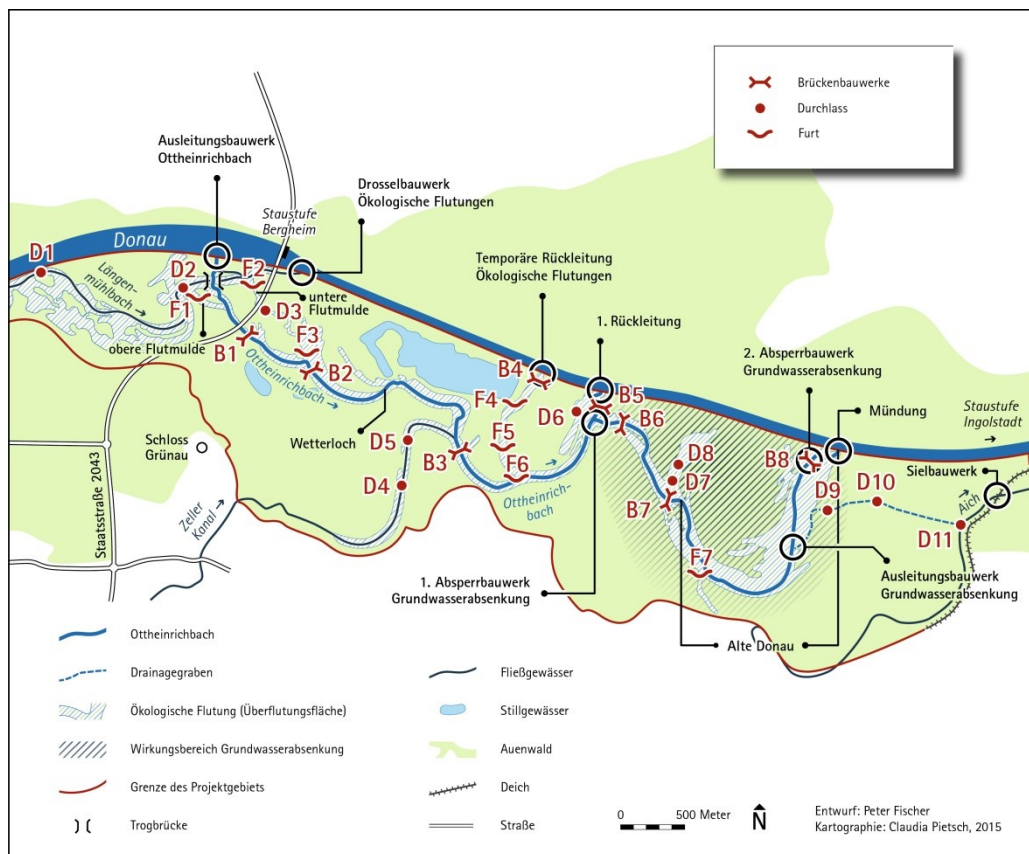 Brückenbauwerke
Durchlass
Furt
Ausleitungsbauwerk
Ottheinrichbach
Drosselbauwerk
Ökologische Flutungen
Staustufe
Bergheim
Donau
D1
Längen-
mühlbach
D2
F1
F2
untere
Flutmulde
obere Flutmulde
D3
F3
B1
B2
Ottheinrichbach
Temporäre Rückleitung
Ökologische Flutungen
1. Rückleitung
B4
F4
B5
B6
D6
2. Absperrbauwerk
Grundwasserabsenkung
Mündung
Staustufe
Ingolstadt
Sielbauwerk
Wetterloch
D5
B3
F5
F6
D4
Ottheinrich-
bach
Schloss
Grünau
Staatsstraße 2043
Zeller
Kanal
D8
D7
B7
F7
B8
D9
D10
D11
Aich
1. Absperrbauwerk
Grundwasserabsenkung
Ausleitungsbauwerk
Grundwasserabsenkung
Alte Donau
Ottheinrichbach
Drainagegraben
Ökologische Flutung (Überflutungsfläche)
Wirkungsbereich Grundwasserabsenkung
Grenze des Projektgebiets
Trogbrücke
Fließgewässer
Stillgewässer
Auenwald
Deich
Straße
0 500 Meter
N
Entwurf: Peter Fischer
Kartographie: Claudia Pietsch, 2015